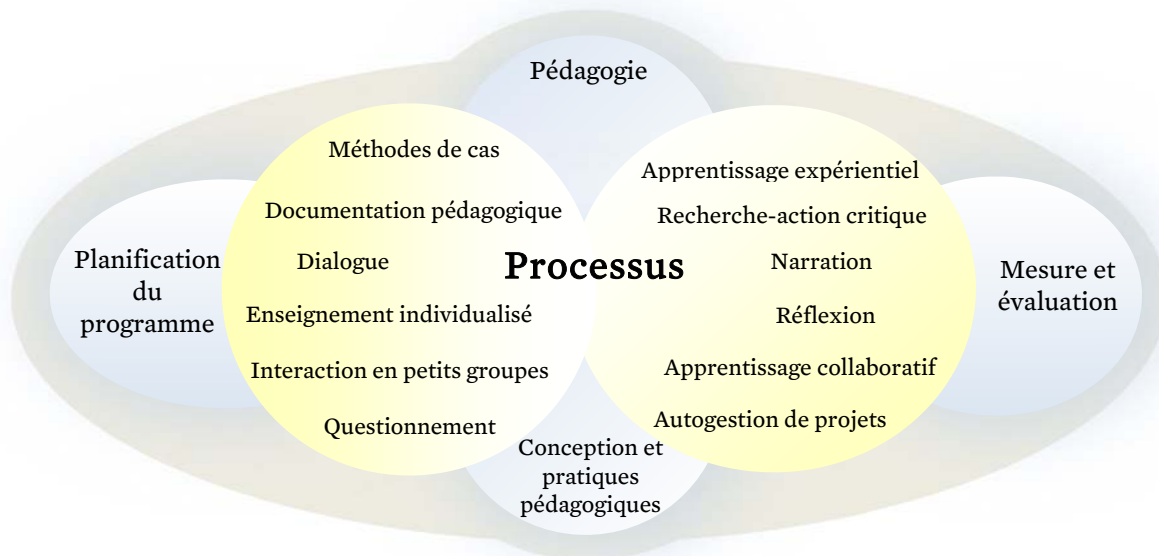 Pédagogie
Méthodes de cas
Documentation pédagogique
Dialogue
Enseignement individualisé
Interaction en petits groupes
Questionnement
Processus
Apprentissage expérientiel
Recherche-action critique
Narration
Réflexion
Apprentissage collaboratif
Autogestion de projets
Planification
du
programme
Mesure et
évaluation
Conception et
pratiques
pédagogiques